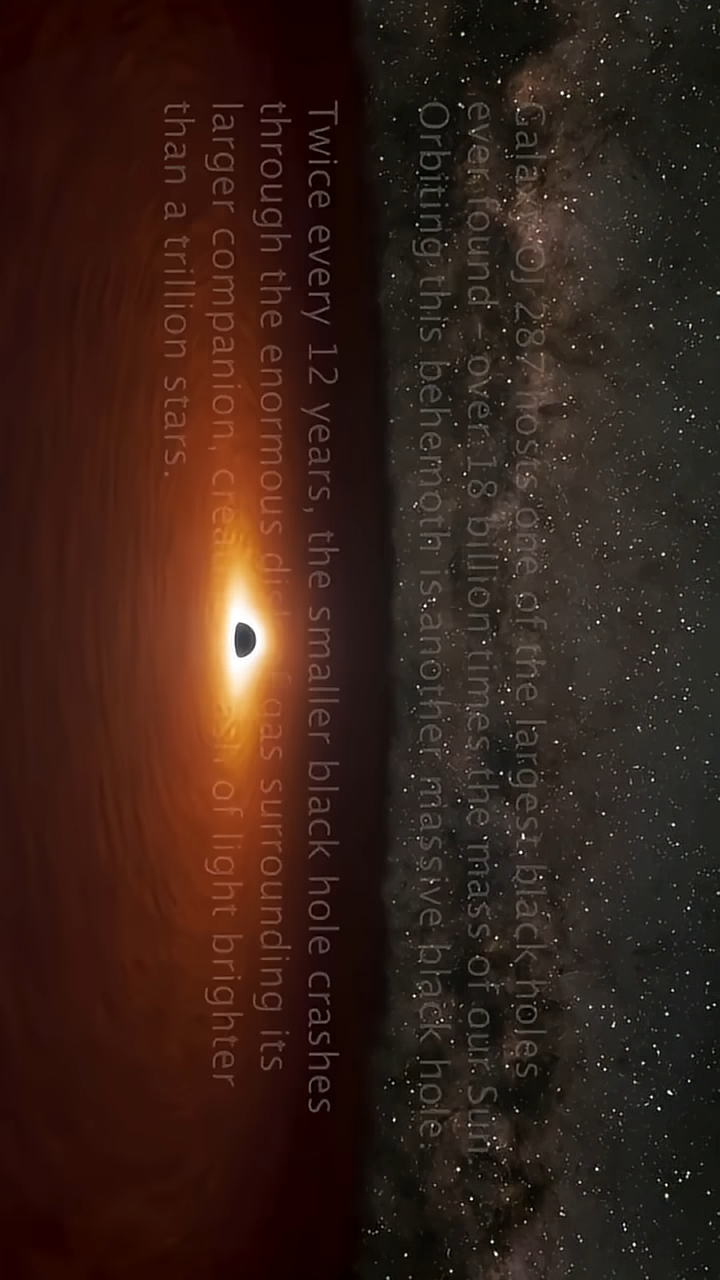 Galaxy OJ 287 hosts one of the largest black holes
ever found – over 18 billion times the mass of our Sun.
Orbiting this behemoth is another massive black hole.
Twice every 12 years, the smaller black hole crashes
through the enormous disk gas surrounding its
larger companion, of light brighter
than a trillion stars.